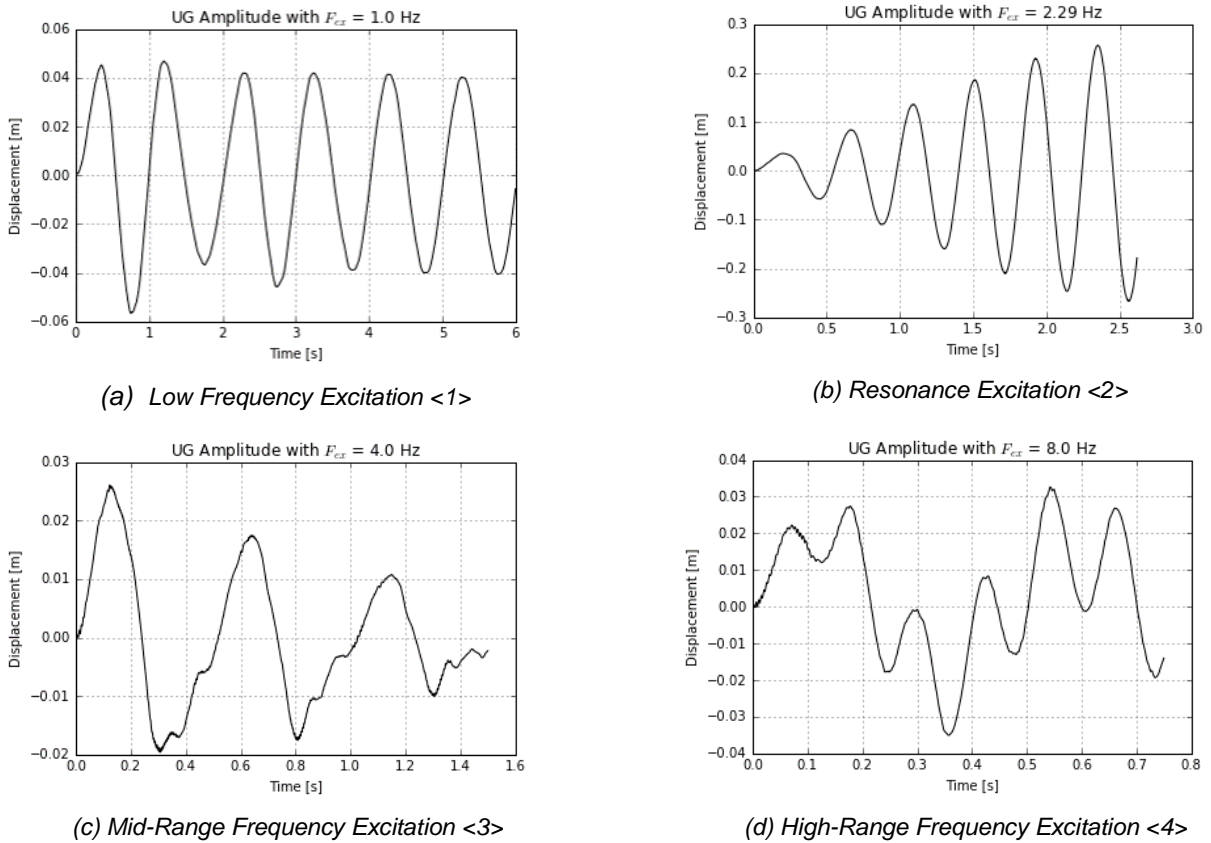 UG Amplitude with F_ex = 1.0 Hz
0.06
0.04
0.02
0.00
−0.02
−0.04
−0.06
Displacement [m]
0 1 2 3 4 5 6
Time [s]
(a) Low Frequency Excitation <1>
UG Amplitude with F_ex = 2.29 Hz
0.3
0.2
0.1
0.0
−0.1
−0.2
−0.3
Displacement [m]
0.0 0.5 1.0 1.5 2.0 2.5 3.0
Time [s]
(b) Resonance Excitation <2>
UG Amplitude with F_ex = 4.0 Hz
0.03
0.02
0.01
0.00
−0.01
−0.02
Displacement [m]
0.0 0.2 0.4 0.6 0.8 1.0 1.2 1.4 1.6
Time [s]
(c) Mid-Range Frequency Excitation <3>
UG Amplitude with F_ex = 8.0 Hz
0.04
0.03
0.02
0.01
0.00
−0.01
−0.02
−0.03
−0.04
Displacement [m]
0.0 0.1 0.2 0.3 0.4 0.5 0.6 0.7 0.8
Time [s]
(d) High-Range Frequency Excitation <4>